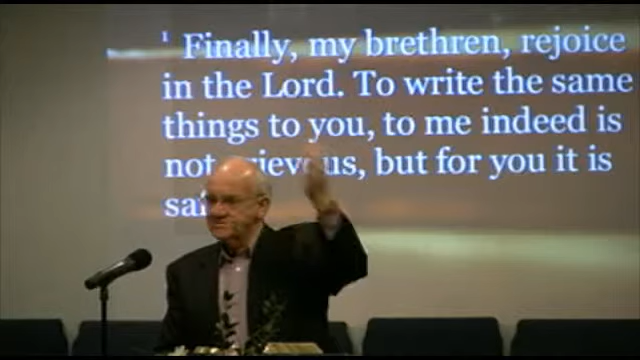 1 Finally, my brethren, rejoice
in the Lord. To write the same
things to you, to me indeed is
not grievous, but for you it is